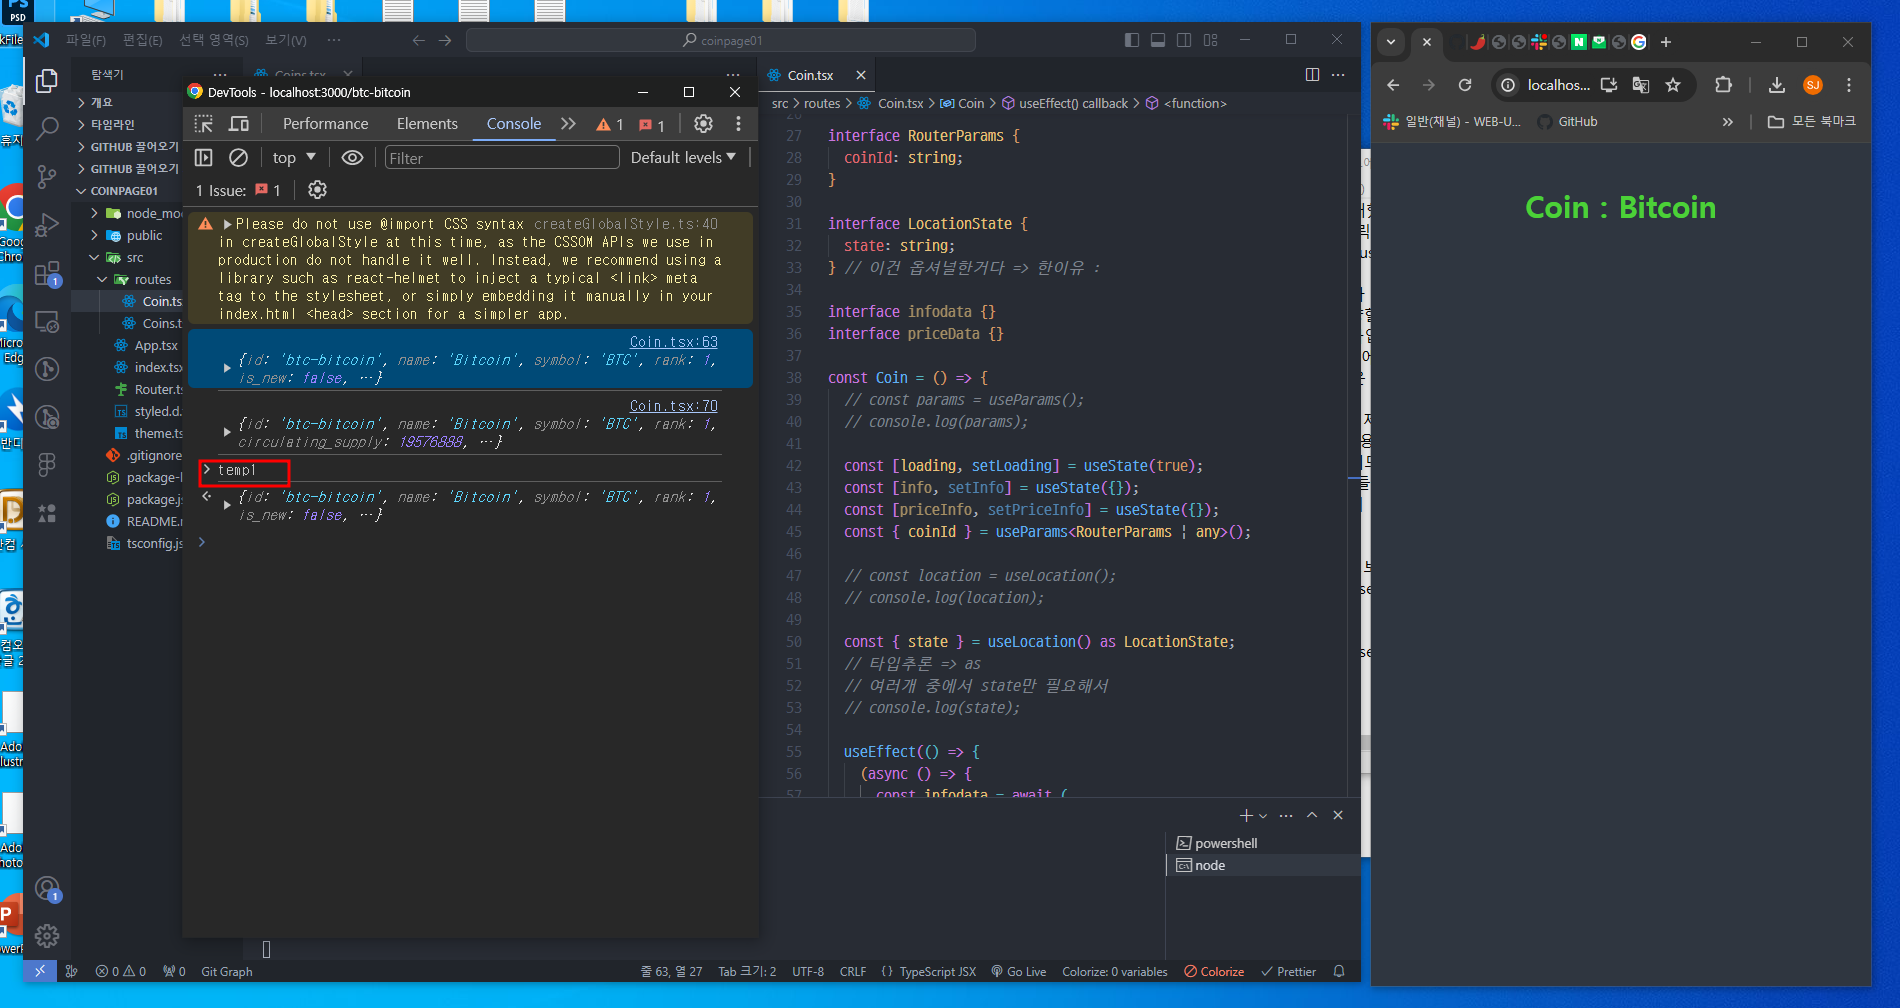 PSD
파일(F) 편집(E) 선택 영역(S) 보기(V) ···
coinpage01
탐색기 ···
Coins.tsx
Coin.tsx
src > routes > Coin.tsx > Coin > useEffect() callback > <function>
개요
타임라인
GITHUB 끌어오기
GITHUB 끌어오기
COINPAGE01
node_mo
public
src
routes
Coin.ts
Coins.t
App.tsx
index.tsx
Router.ts
styled.d.
theme.ts
.gitignore
package-l
package.js
README.
tsconfig.js
DevTools - localhost:3000/btc-bitcoin
Performance Elements Console 1 1
top Filter Default levels
1 Issue: 1
Please do not use @import CSS syntax createGlobalStyle.ts:40
in createGlobalStyle at this time, as the CSSOM APIs we use in
production do not handle it well. Instead, we recommend using a
library such as react-helmet to inject a typical <link> meta
tag to the stylesheet, or simply embedding it manually in your
index.html <head> section for a simpler app.
Coin.tsx:63
{id: 'btc-bitcoin', name: 'Bitcoin', symbol: 'BTC', rank: 1,
is_new: false, …}
Coin.tsx:70
{id: 'btc-bitcoin', name: 'Bitcoin', symbol: 'BTC', rank: 1,
circulating_supply: 19576888, …}
> temp1
{id: 'btc-bitcoin', name: 'Bitcoin', symbol: 'BTC', rank: 1,
is_new: false, …}
>
26
27 interface RouterParams {
28 coinId: string;
29 }
30
31 interface LocationState {
32 state: string;
33 } // 이건 옵셔널한거다 => 한이유 :
34
35 interface infodata {}
36 interface priceData {}
37
38 const Coin = () => {
39 // const params = useParams();
40 // console.log(params);
41
42 const [loading, setLoading] = useState(true);
43 const [info, setInfo] = useState({});
44 const [priceInfo, setPriceInfo] = useState({});
45 const { coinId } = useParams<RouterParams | any>();
46
47 // const location = useLocation();
48 // console.log(location);
49
50 const { state } = useLocation() as LocationState;
51 // 타입추론 => as
52 // 여러개 중에서 state만 필요해서
53 // console.log(state);
54
55 useEffect(() => {
56 (async () => {
57 const infodata = await (
powershell
node
0 0 0 Git Graph
줄 63, 열 27 Tab 크기: 2 UTF-8 CRLF {} TypeScript JSX Go Live Colorize: 0 variables Colorize Prettier
localhos... SJ
일반(채널) - WEB-U... GitHub » 모든 북마크
Coin : Bitcoin